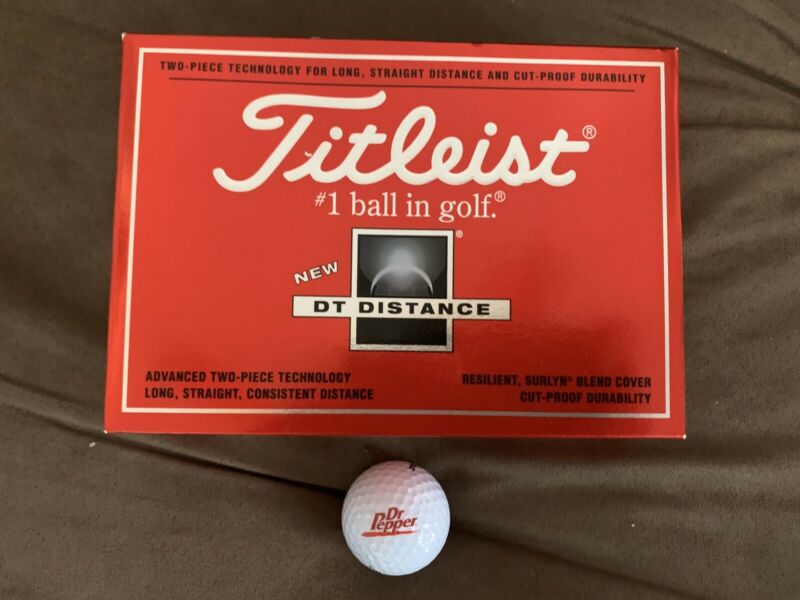 TWO-PIECE TECHNOLOGY FOR LONG, STRAIGHT DISTANCE AND CUT-PROOF DURABILITY
Titleist®
#1 ball in golf.®
®
NEW
DT DISTANCE
ADVANCED TWO-PIECE TECHNOLOGY
LONG, STRAIGHT, CONSISTENT DISTANCE
RESILIENT, SURLYN® BLEND COVER
CUT-PROOF DURABILITY
Dr
Pepper